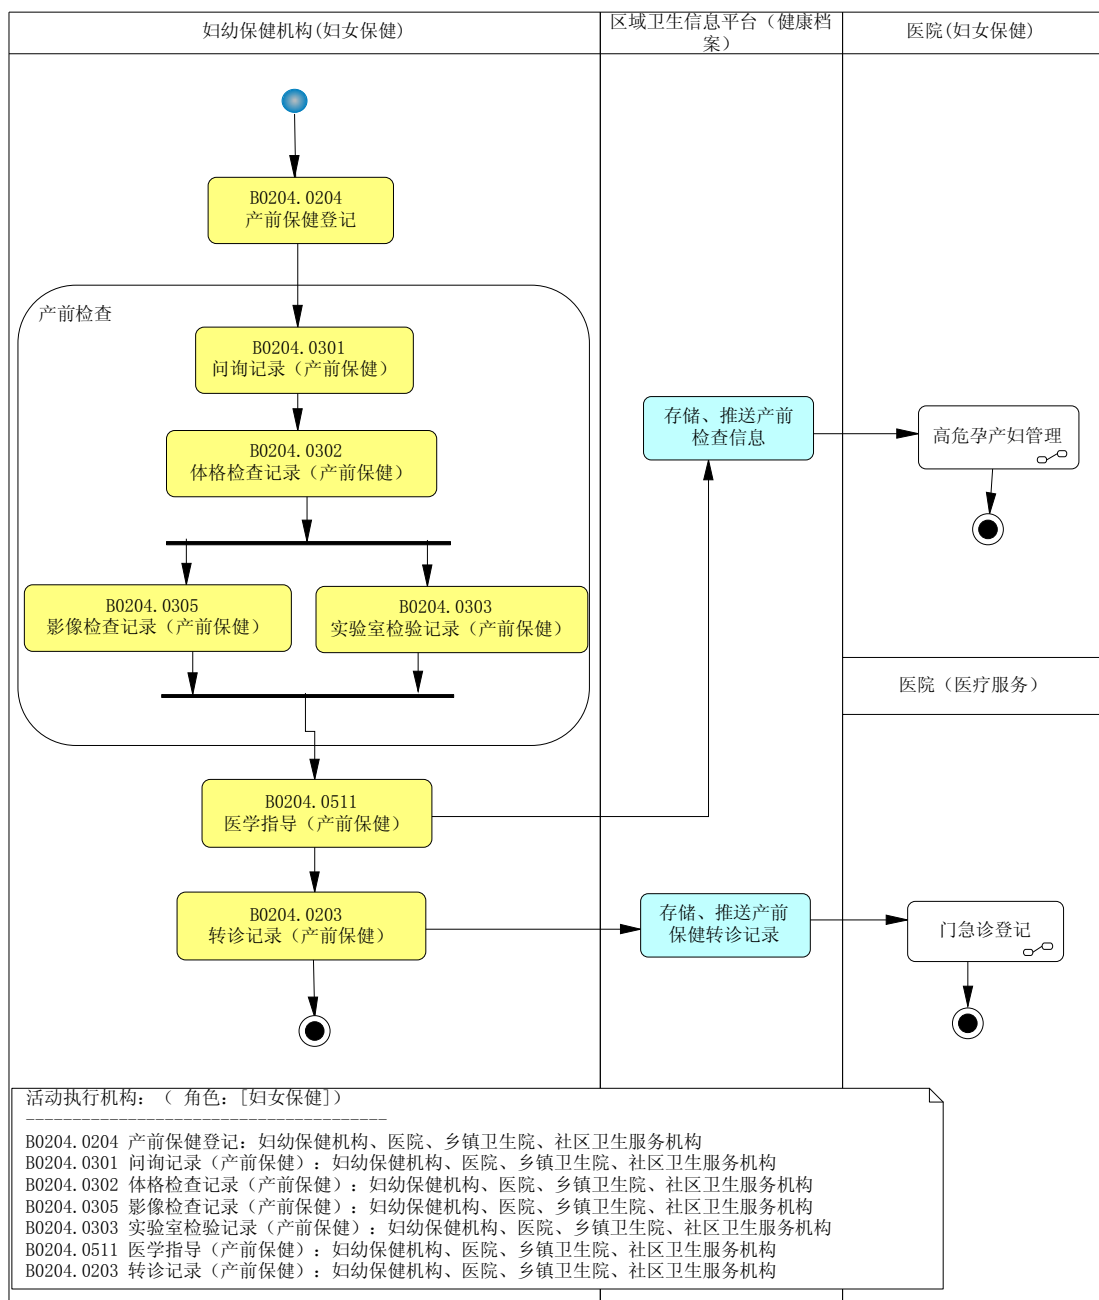 妇幼保健机构(妇女保健)
区域卫生信息平台（健康档
案）
医院(妇女保健)
B0204.0204
产前保健登记
产前检查
B0204.0301
问询记录（产前保健）
B0204.0302
体格检查记录（产前保健）
B0204.0305
影像检查记录（产前保健）
B0204.0303
实验室检验记录（产前保健）
存储、推送产前
检查信息
高危孕产妇管理
医院（医疗服务）
B0204.0511
医学指导（产前保健）
B0204.0203
转诊记录（产前保健）
存储、推送产前
保健转诊记录
门急诊登记
活动执行机构：（ 角色：[妇女保健]）
---------------------------------------
B0204.0204 产前保健登记：妇幼保健机构、医院、乡镇卫生院、社区卫生服务机构
B0204.0301 问询记录（产前保健）：妇幼保健机构、医院、乡镇卫生院、社区卫生服务机构
B0204.0302 体格检查记录（产前保健）：妇幼保健机构、医院、乡镇卫生院、社区卫生服务机构
B0204.0305 影像检查记录（产前保健）：妇幼保健机构、医院、乡镇卫生院、社区卫生服务机构
B0204.0303 实验室检验记录（产前保健）：妇幼保健机构、医院、乡镇卫生院、社区卫生服务机构
B0204.0511 医学指导（产前保健）：妇幼保健机构、医院、乡镇卫生院、社区卫生服务机构
B0204.0203 转诊记录（产前保健）：妇幼保健机构、医院、乡镇卫生院、社区卫生服务机构